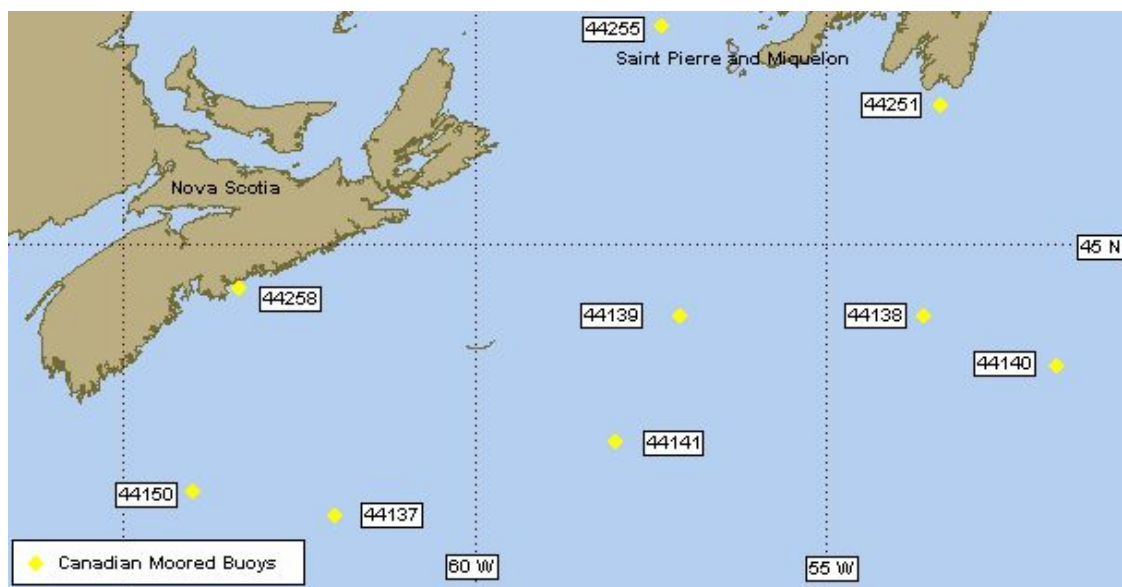 44255
Saint Pierre and Miquelon
44251
Nova Scotia
45 N
44258
44139
44138
44140
44141
44150
44137
Canadian Moored Buoys
60 W
55 W